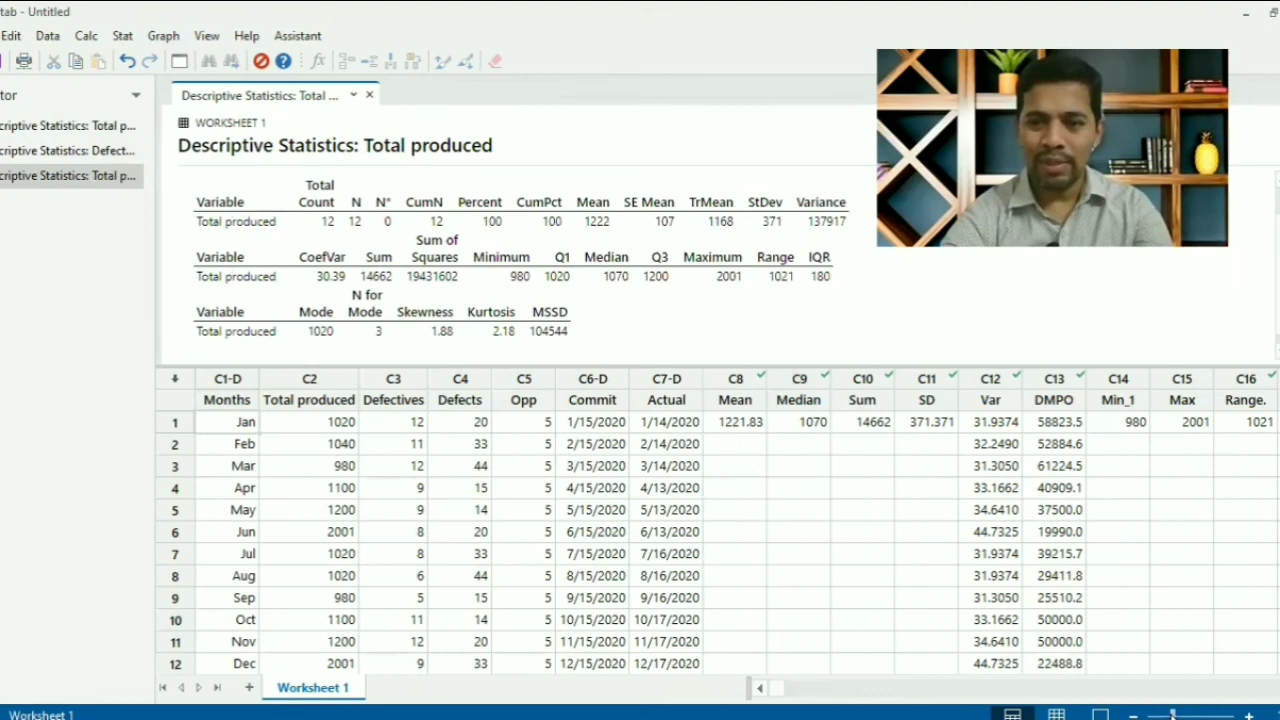 tab - Untitled
Edit Data Calc Stat Graph View Help Assistant
tor
Descriptive Statistics: Total ...
criptive Statistics: Total p...
criptive Statistics: Defect...
criptive Statistics: Total p...
WORKSHEET 1
Descriptive Statistics: Total produced
Total
Variable Count N N* CumN Percent CumPct Mean SE Mean TrMean StDev Variance
Total produced 12 12 0 12 100 100 1222 107 1168 371 137917
Sum of
Variable CoefVar Sum Squares Minimum Q1 Median Q3 Maximum Range IQR
Total produced 30.39 14662 19431602 980 1020 1070 1200 2001 1021 180
N for
Variable Mode Mode Skewness Kurtosis MSSD
Total produced 1020 3 1.88 2.18 104544
C1-D C2 C3 C4 C5 C6-D C7-D C8 C9 C10 C11 C12 C13 C14 C15 C16
Months Total produced Defectives Defects Opp Commit Actual Mean Median Sum SD Var DMPO Min_1 Max Range.
1 Jan 1020 12 20 5 1/15/2020 1/14/2020 1221.83 1070 14662 371.371 31.9374 58823.5 980 2001 1021
2 Feb 1040 11 33 5 2/15/2020 2/14/2020 32.2490 52884.6
3 Mar 980 12 44 5 3/15/2020 3/14/2020 31.3050 61224.5
4 Apr 1100 9 15 5 4/15/2020 4/13/2020 33.1662 40909.1
5 May 1200 9 14 5 5/15/2020 5/13/2020 34.6410 37500.0
6 Jun 2001 8 20 5 6/15/2020 6/13/2020 44.7325 19990.0
7 Jul 1020 8 33 5 7/15/2020 7/16/2020 31.9374 39215.7
8 Aug 1020 6 44 5 8/15/2020 8/16/2020 31.9374 29411.8
9 Sep 980 5 15 5 9/15/2020 9/16/2020 31.3050 25510.2
10 Oct 1100 11 14 5 10/15/2020 10/17/2020 33.1662 50000.0
11 Nov 1200 12 20 5 11/15/2020 11/17/2020 34.6410 50000.0
12 Dec 2001 9 33 5 12/15/2020 12/17/2020 44.7325 22488.8
Worksheet 1
Worksheet 1